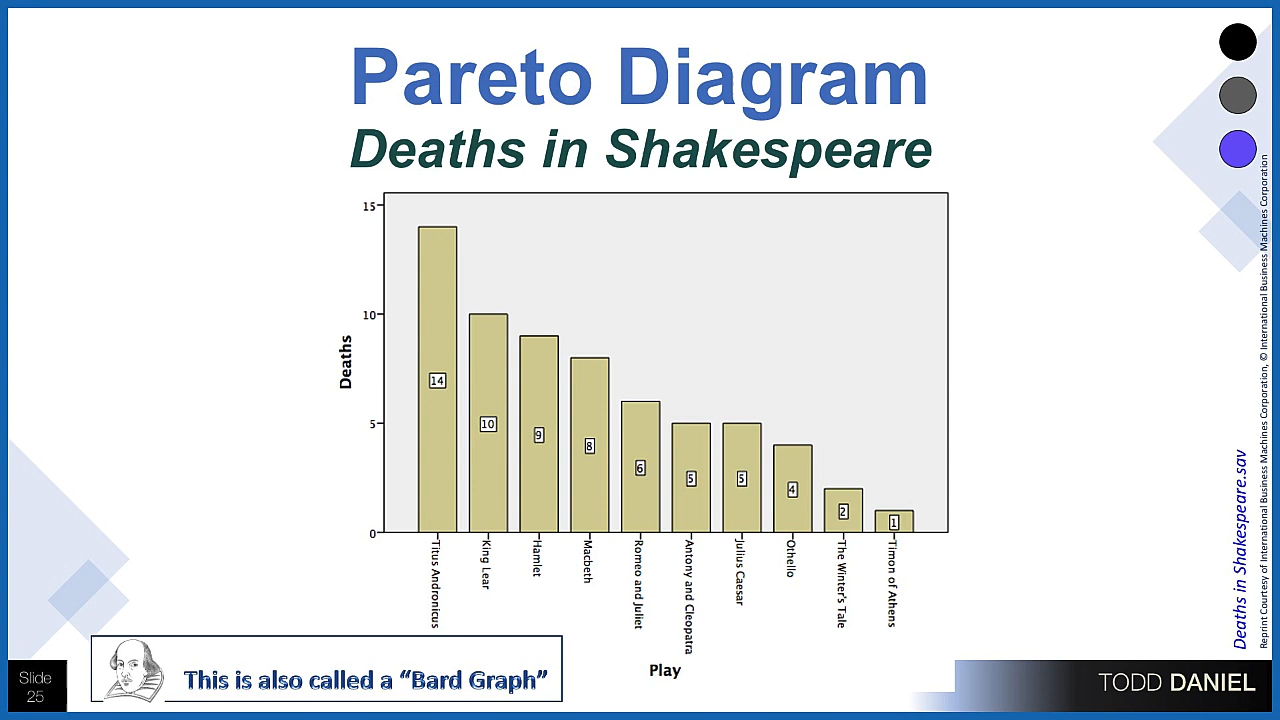 Pareto Diagram
Deaths in Shakespeare
15
10
5
0
Deaths
14
10
9
8
6
5
5
4
2
1
Titus Andronicus
King Lear
Hamlet
Macbeth
Romeo and Juliet
Antony and Cleopatra
Julius Caesar
Othello
The Winter's Tale
Timon of Athens
Play
This is also called a “Bard Graph”
Slide
25
TODD DANIEL
Deaths in Shakespeare.sav
Reprint Courtesy of International Business Machines Corporation, © International Business Machines Corporation